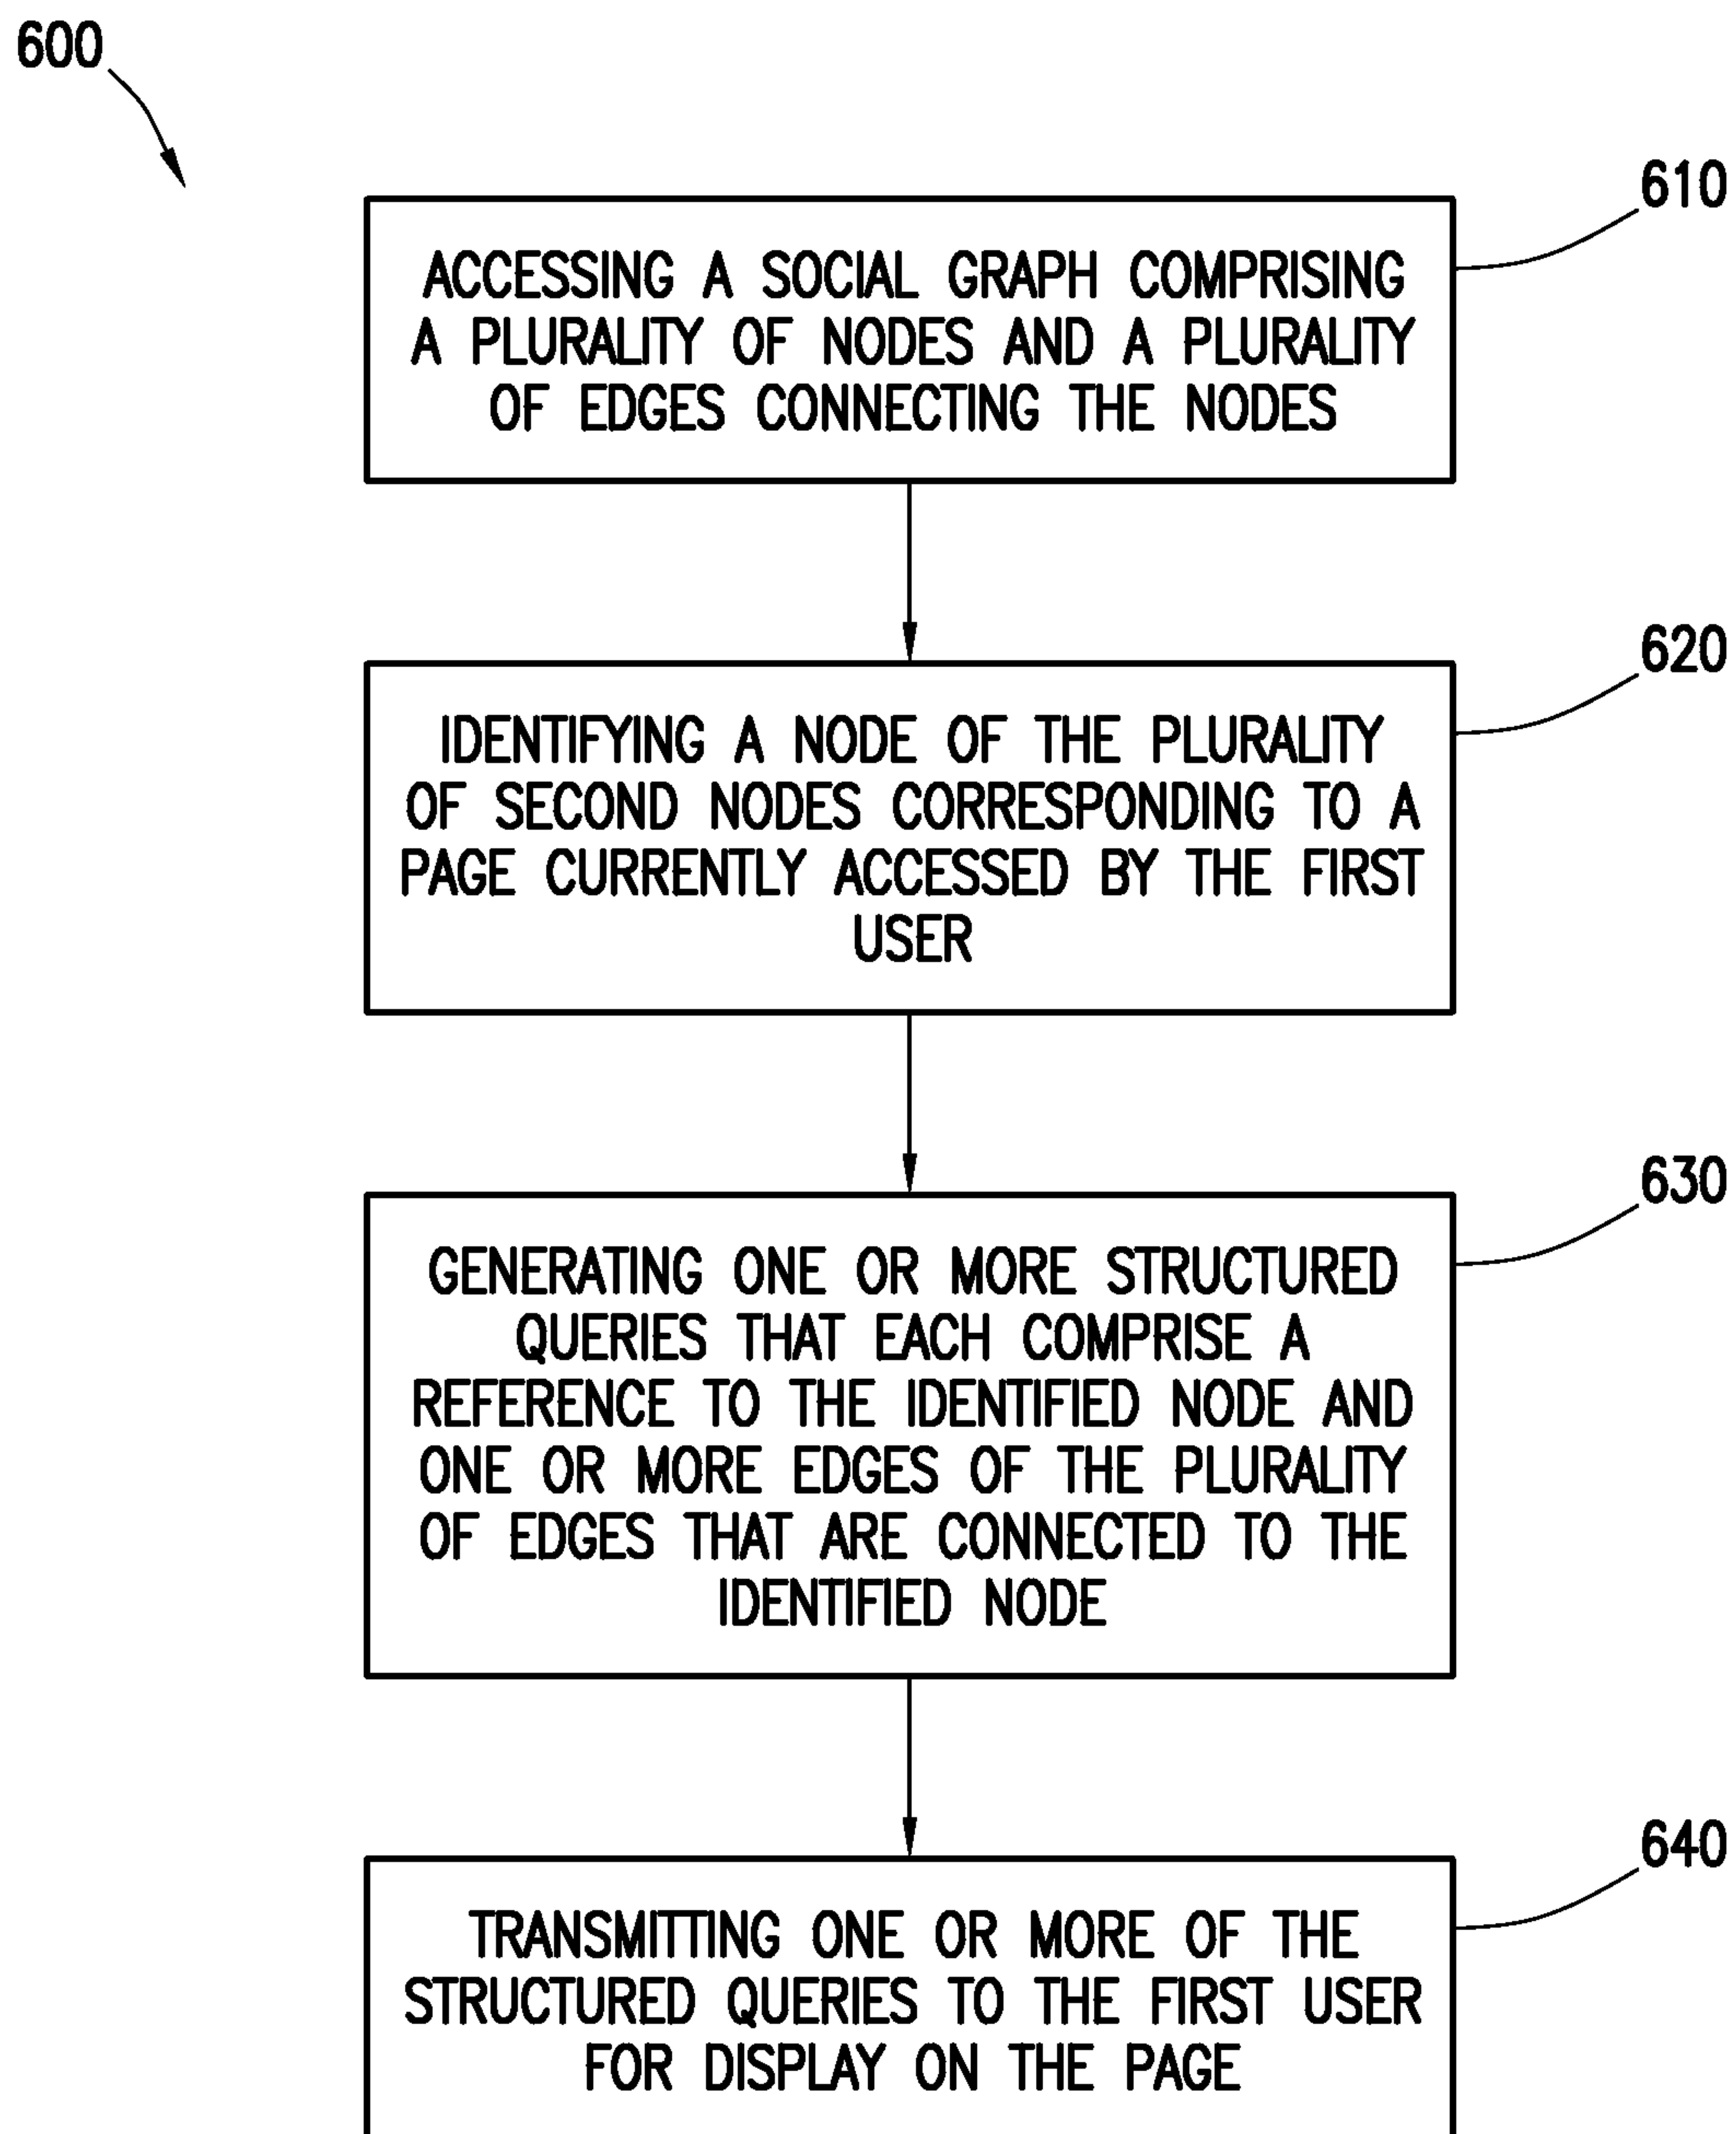 600
610
ACCESSING A SOCIAL GRAPH COMPRISING
A PLURALITY OF NODES AND A PLURALITY
OF EDGES CONNECTING THE NODES
620
IDENTIFYING A NODE OF THE PLURALITY
OF SECOND NODES CORRESPONDING TO A
PAGE CURRENTLY ACCESSED BY THE FIRST
USER
630
GENERATING ONE OR MORE STRUCTURED
QUERIES THAT EACH COMPRISE A
REFERENCE TO THE IDENTIFIED NODE AND
ONE OR MORE EDGES OF THE PLURALITY
OF EDGES THAT ARE CONNECTED TO THE
IDENTIFIED NODE
640
TRANSMITTING ONE OR MORE OF THE
STRUCTURED QUERIES TO THE FIRST USER
FOR DISPLAY ON THE PAGE